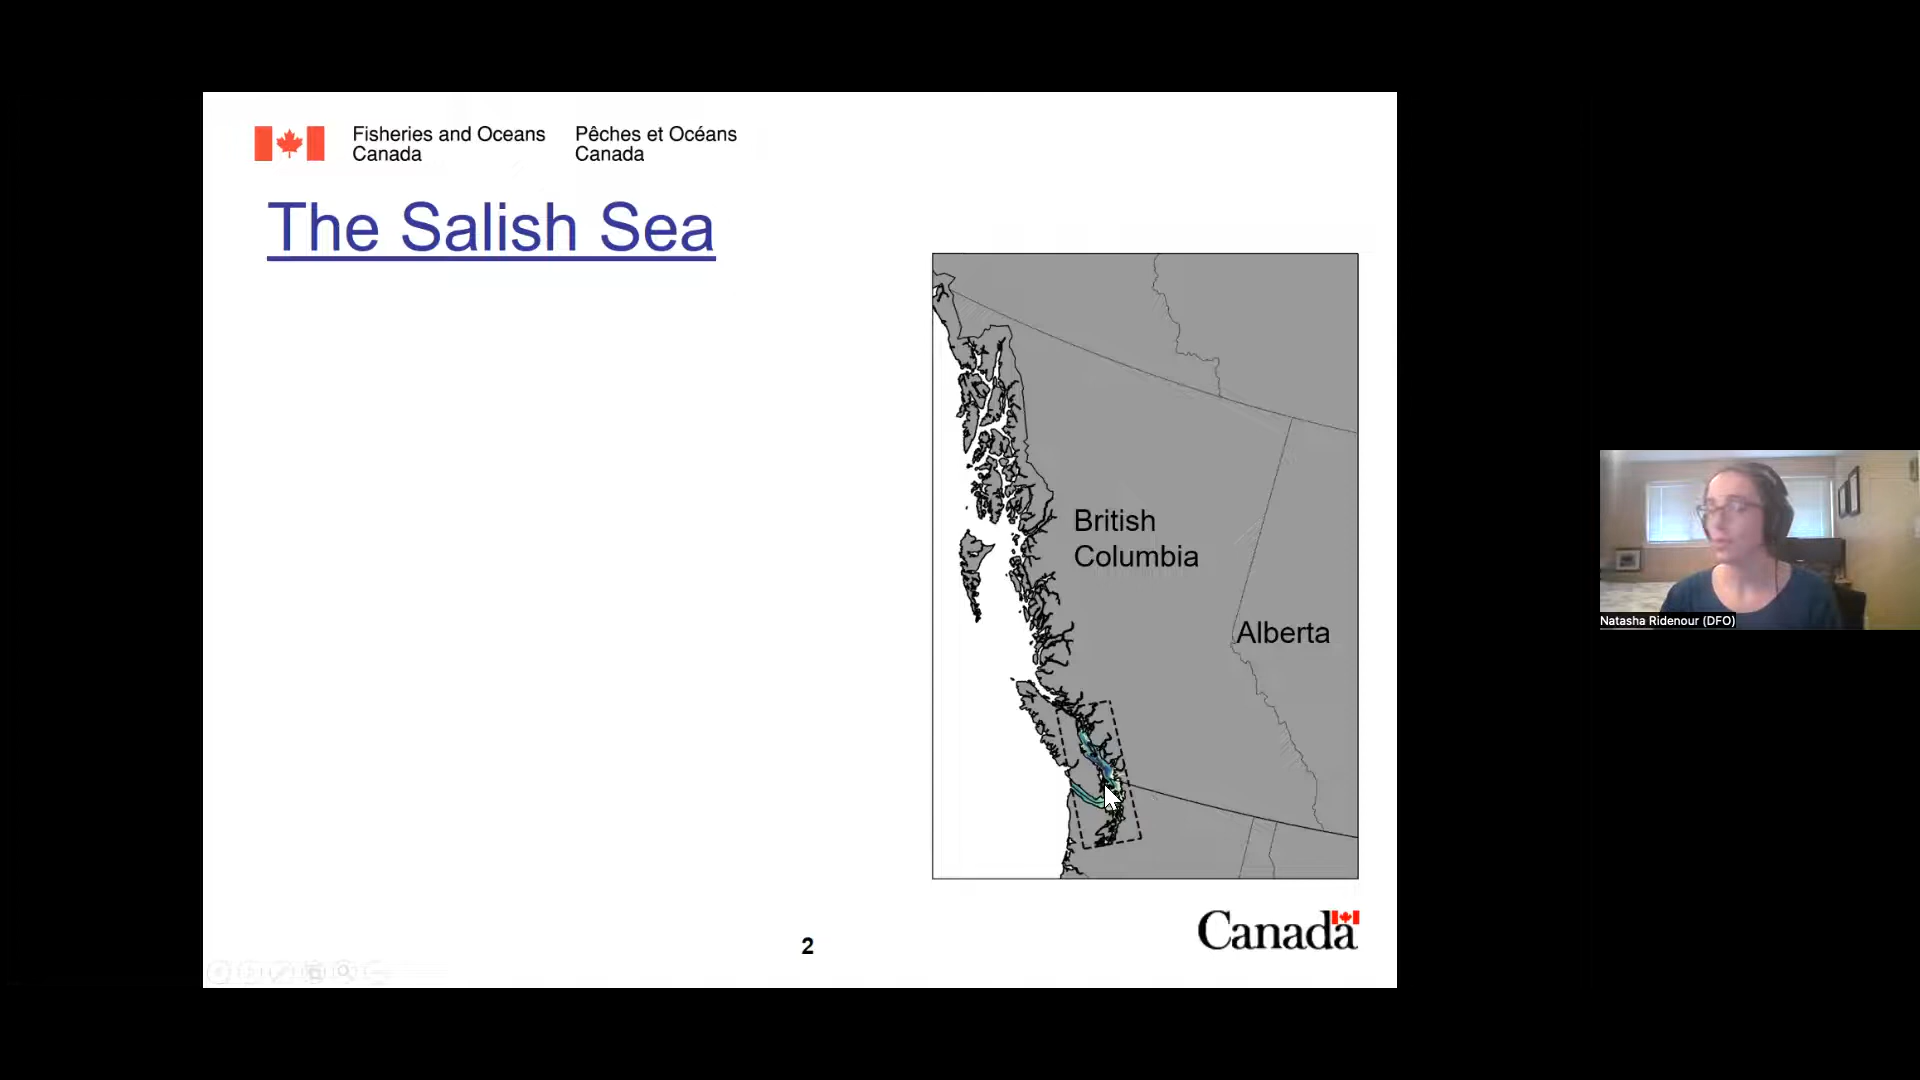 Fisheries and Oceans
Canada
Pêches et Océans
Canada
The Salish Sea
British
Columbia
Alberta
Canada
2
Natasha Ridenour (DFO)